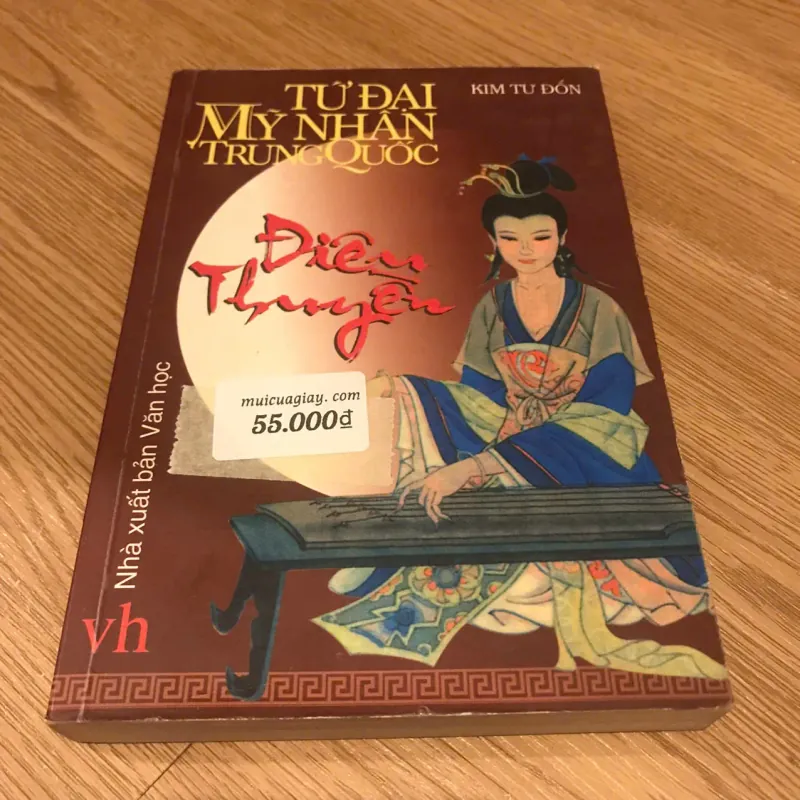 TỨ ĐẠI
MỸ NHÂN
TRUNG QUỐC
KIM TƯ ĐÔN
Điêu
Thuyền
muicuagiay. com
55.000đ
Nhà xuất bản Văn học
vh